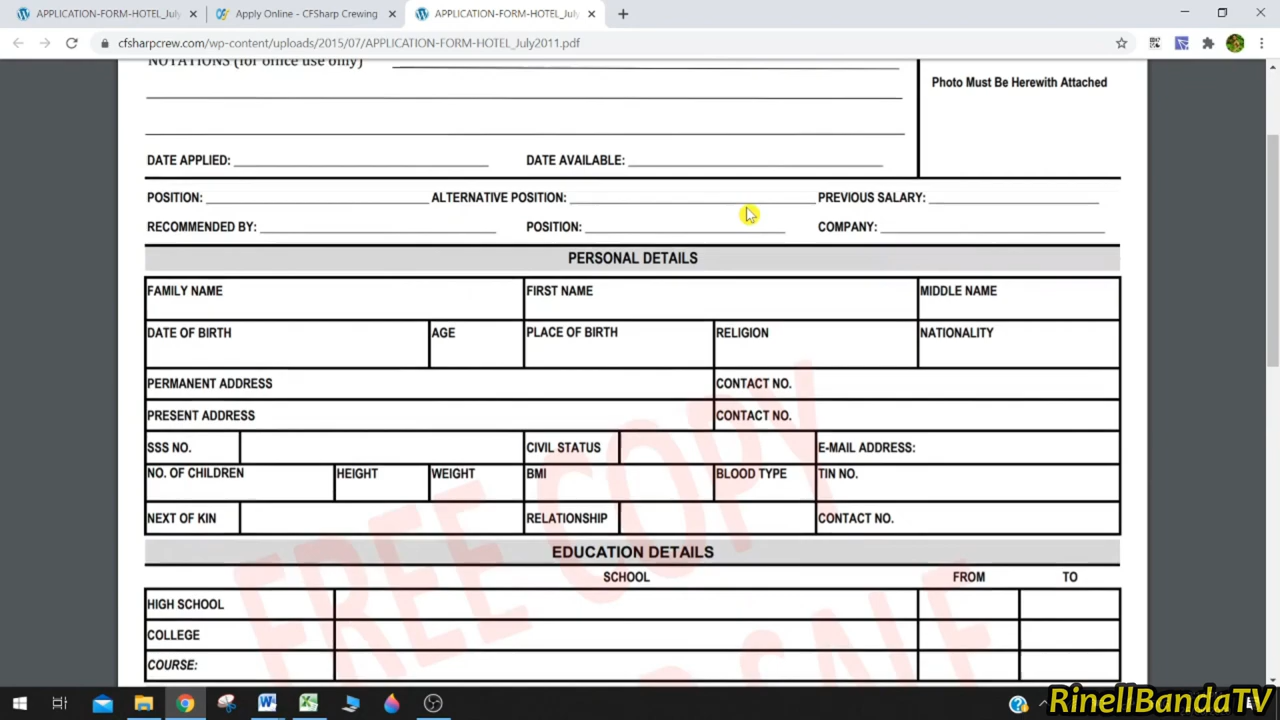 APPLICATION-FORM-HOTEL_July
Apply Online - CFSharp Crewing
APPLICATION-FORM-HOTEL_July
cfsharpcrew.com/wp-content/uploads/2015/07/APPLICATION-FORM-HOTEL_July2011.pdf
NOTATIONS (for office use only)
Photo Must Be Herewith Attached
DATE APPLIED: DATE AVAILABLE:
POSITION: ALTERNATIVE POSITION: PREVIOUS SALARY:
RECOMMENDED BY: POSITION: COMPANY:
PERSONAL DETAILS
FAMILY NAME FIRST NAME MIDDLE NAME
DATE OF BIRTH AGE PLACE OF BIRTH RELIGION NATIONALITY
PERMANENT ADDRESS CONTACT NO.
PRESENT ADDRESS CONTACT NO.
SSS NO. CIVIL STATUS E-MAIL ADDRESS:
NO. OF CHILDREN HEIGHT WEIGHT BMI BLOOD TYPE TIN NO.
NEXT OF KIN RELATIONSHIP CONTACT NO.
FREE COPY
EDUCATION DETAILS
SCHOOL FROM TO
HIGH SCHOOL
COLLEGE
COURSE:
SALE
RinellBandaTV